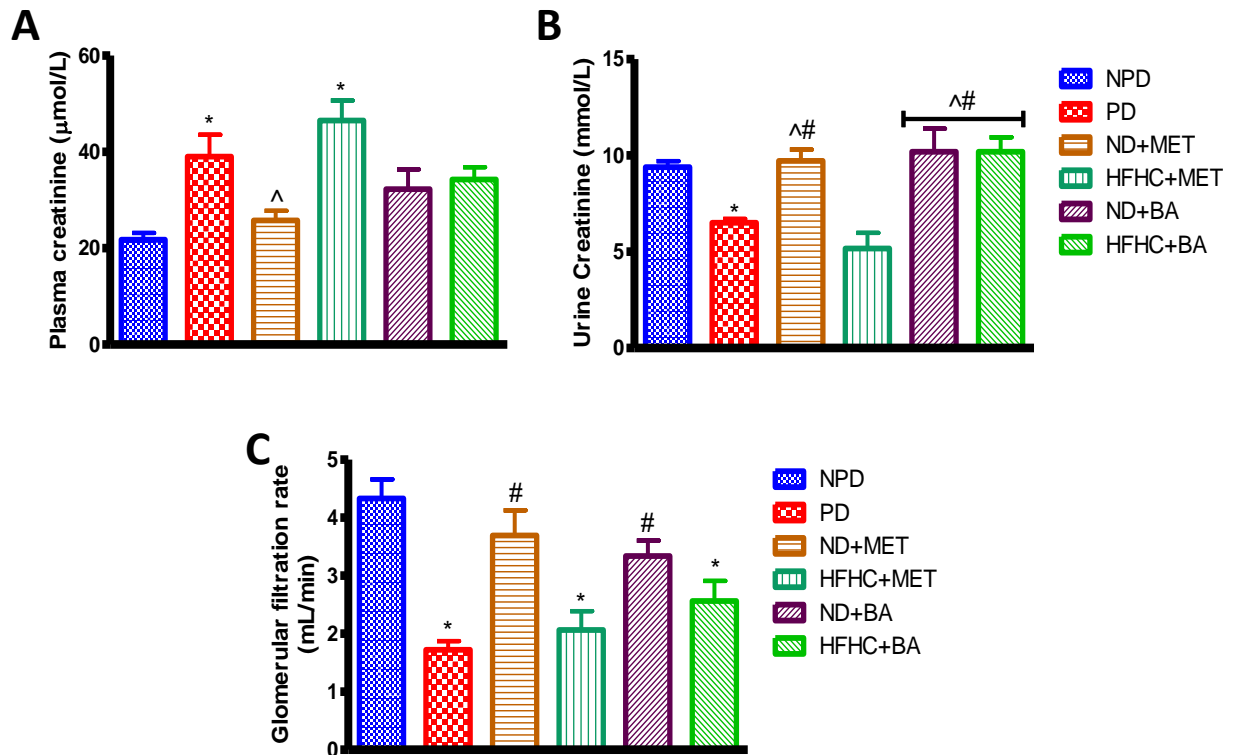 A
Plasma creatinine (μmol/L)
60
40
20
0
*
^
*
B
Urine Creatinine (mmol/L)
15
10
5
0
*
^#
^#
NPD
PD
ND+MET
HFHC+MET
ND+BA
HFHC+BA
C
Glomerular filtration rate
(mL/min)
5
4
3
2
1
0
*
#
*
#
*
NPD
PD
ND+MET
HFHC+MET
ND+BA
HFHC+BA